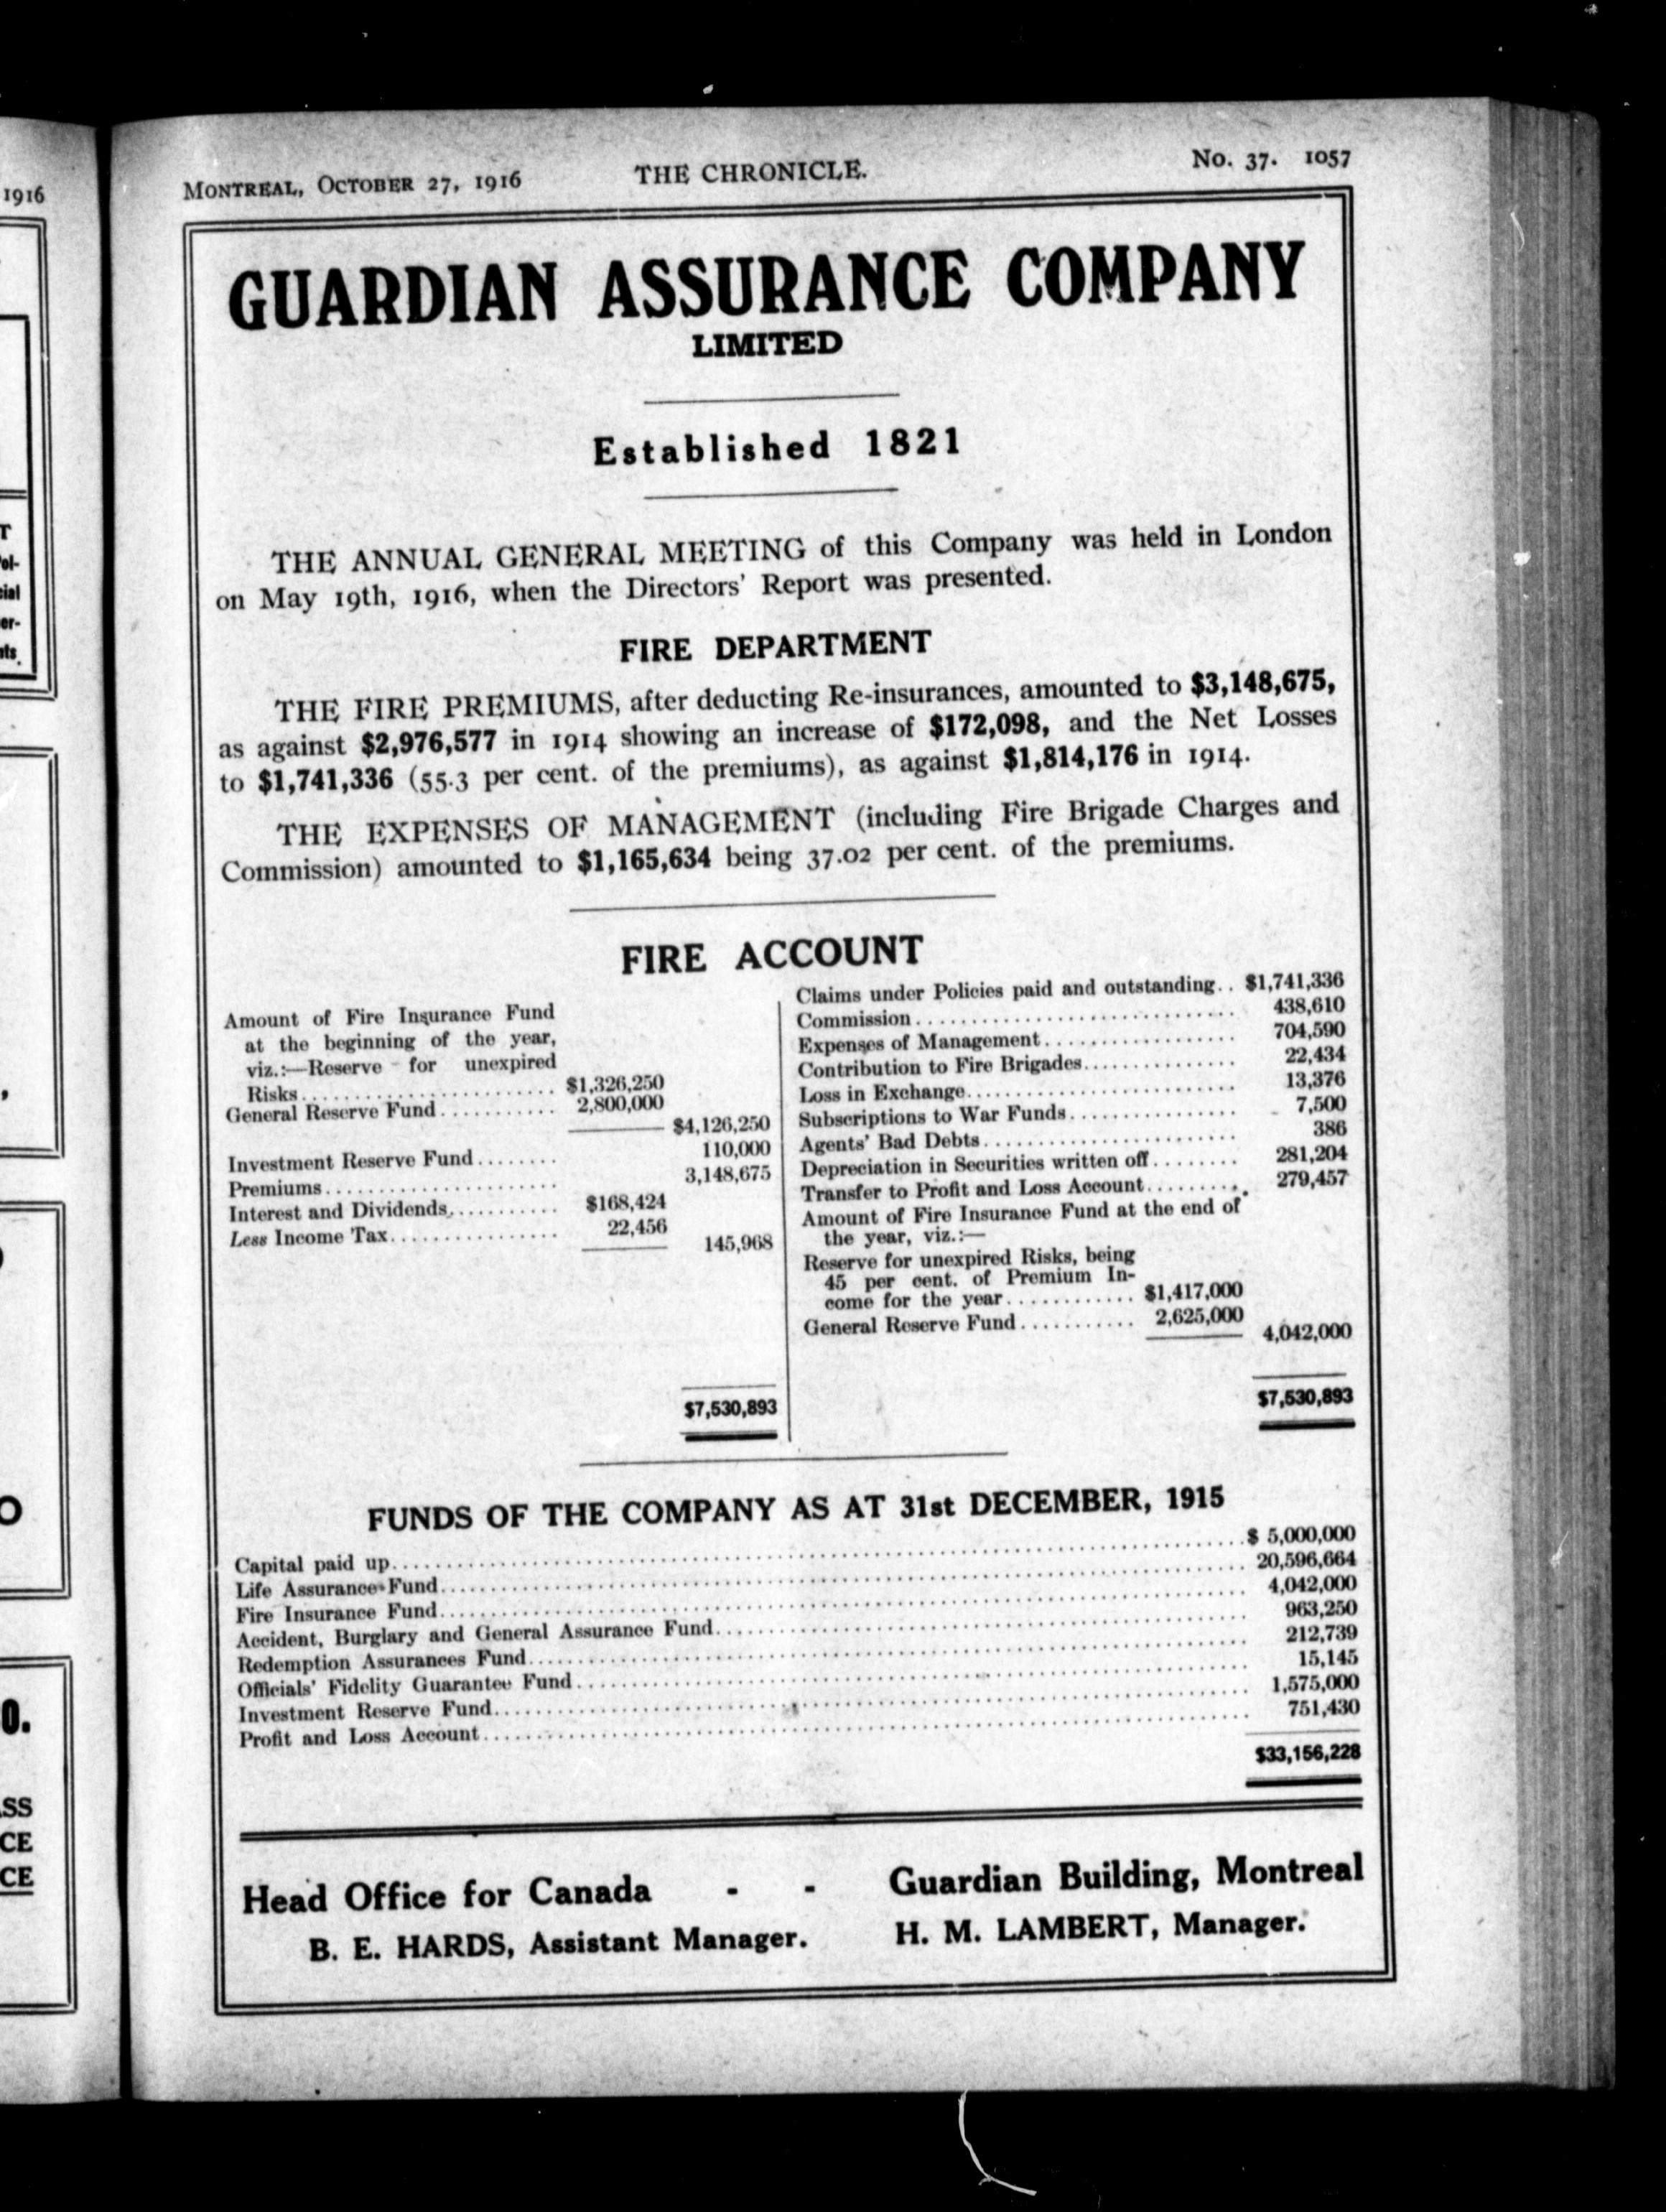 MONTREAL, OCTOBER 27, 1916 THE CHRONICLE. No. 37. 1057
GUARDIAN ASSURANCE COMPANY
LIMITED
Established 1821
THE ANNUAL GENERAL MEETING of this Company was held in London
on May 19th, 1916, when the Directors' Report was presented.
FIRE DEPARTMENT
THE FIRE PREMIUMS, after deducting Re-insurances, amounted to $3,148,675,
as against $2,976,577 in 1914 showing an increase of $172,098, and the Net Losses
to $1,741,336 (55.3 per cent. of the premiums), as against $1,814,176 in 1914.
THE EXPENSES OF MANAGEMENT (including Fire Brigade Charges and
Commission) amounted to $1,165,634 being 37.02 per cent. of the premiums.
FIRE ACCOUNT
Amount of Fire Insurance Fund
at the beginning of the year,
viz.:—Reserve for unexpired
Risks........................ $1,326,250
General Reserve Fund........... 2,800,000
$4,126,250
Investment Reserve Fund........ 110,000
Premiums...................... 3,148,675
Interest and Dividends........... $168,424
Less Income Tax................ 22,456
145,968
$7,530,893
Claims under Policies paid and outstanding.. $1,741,336
Commission............................. 438,610
Expenses of Management.................. 704,590
Contribution to Fire Brigades............... 22,434
Loss in Exchange......................... 13,376
Subscriptions to War Funds................ 7,500
Agents' Bad Debts........................ 386
Depreciation in Securities written off........ 281,204
Transfer to Profit and Loss Account.......... 279,457
Amount of Fire Insurance Fund at the end of
the year, viz.:—
Reserve for unexpired Risks, being
45 per cent. of Premium In-
come for the year............ $1,417,000
General Reserve Fund........... 2,625,000
4,042,000
$7,530,893
FUNDS OF THE COMPANY AS AT 31st DECEMBER, 1915
Capital paid up........................ $ 5,000,000
Life Assurance Fund........................ 20,596,664
Fire Insurance Fund........................ 4,042,000
Accident, Burglary and General Assurance Fund........................ 963,250
Redemption Assurances Fund........................ 212,739
Officials' Fidelity Guarantee Fund........................ 15,145
Investment Reserve Fund........................ 1,575,000
Profit and Loss Account........................ 751,430
$33,156,228
Head Office for Canada - - Guardian Building, Montreal
B. E. HARDS, Assistant Manager. H. M. LAMBERT, Manager.